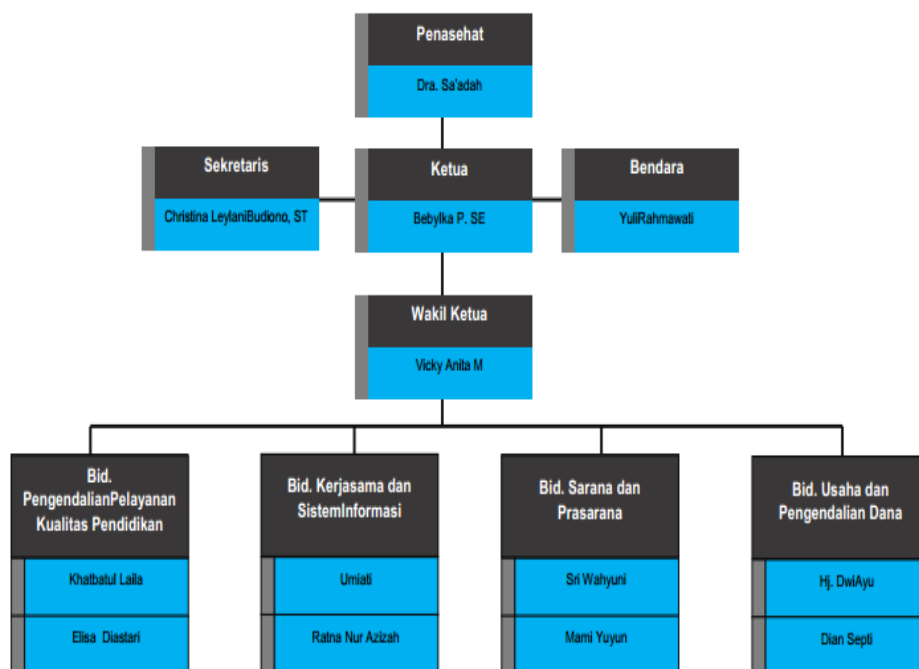 Penasehat
Dra. Sa'adah
Sekretaris
Christina LeylaniBudiono, ST
Ketua
Bebylka P. SE
Bendara
YuliRahmawati
Wakil Ketua
Vicky Anita M
Bid.
PengendalianPelayanan
Kualitas Pendidikan
Khatbatul Laila
Elisa Diastari
Bid. Kerjasama dan
SistemInformasi
Umiati
Ratna Nur Azizah
Bid. Sarana dan
Prasarana
Sri Wahyuni
Mami Yuyun
Bid. Usaha dan
Pengendalian Dana
Hj. DwiAyu
Dian Septi